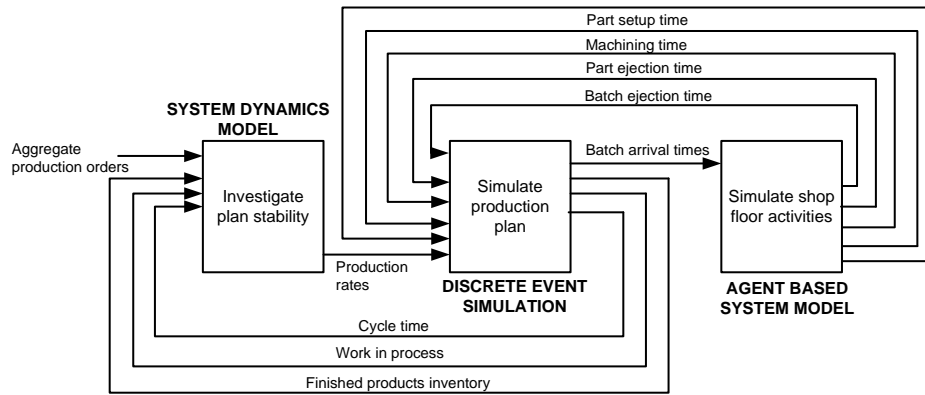 Part setup time
Machining time
Part ejection time
Batch ejection time
SYSTEM DYNAMICS
MODEL
Aggregate
production orders
Investigate
plan stability
Simulate
production
plan
Batch arrival times
Simulate shop
floor activities
Production
rates
DISCRETE EVENT
SIMULATION
AGENT BASED
SYSTEM MODEL
Cycle time
Work in process
Finished products inventory